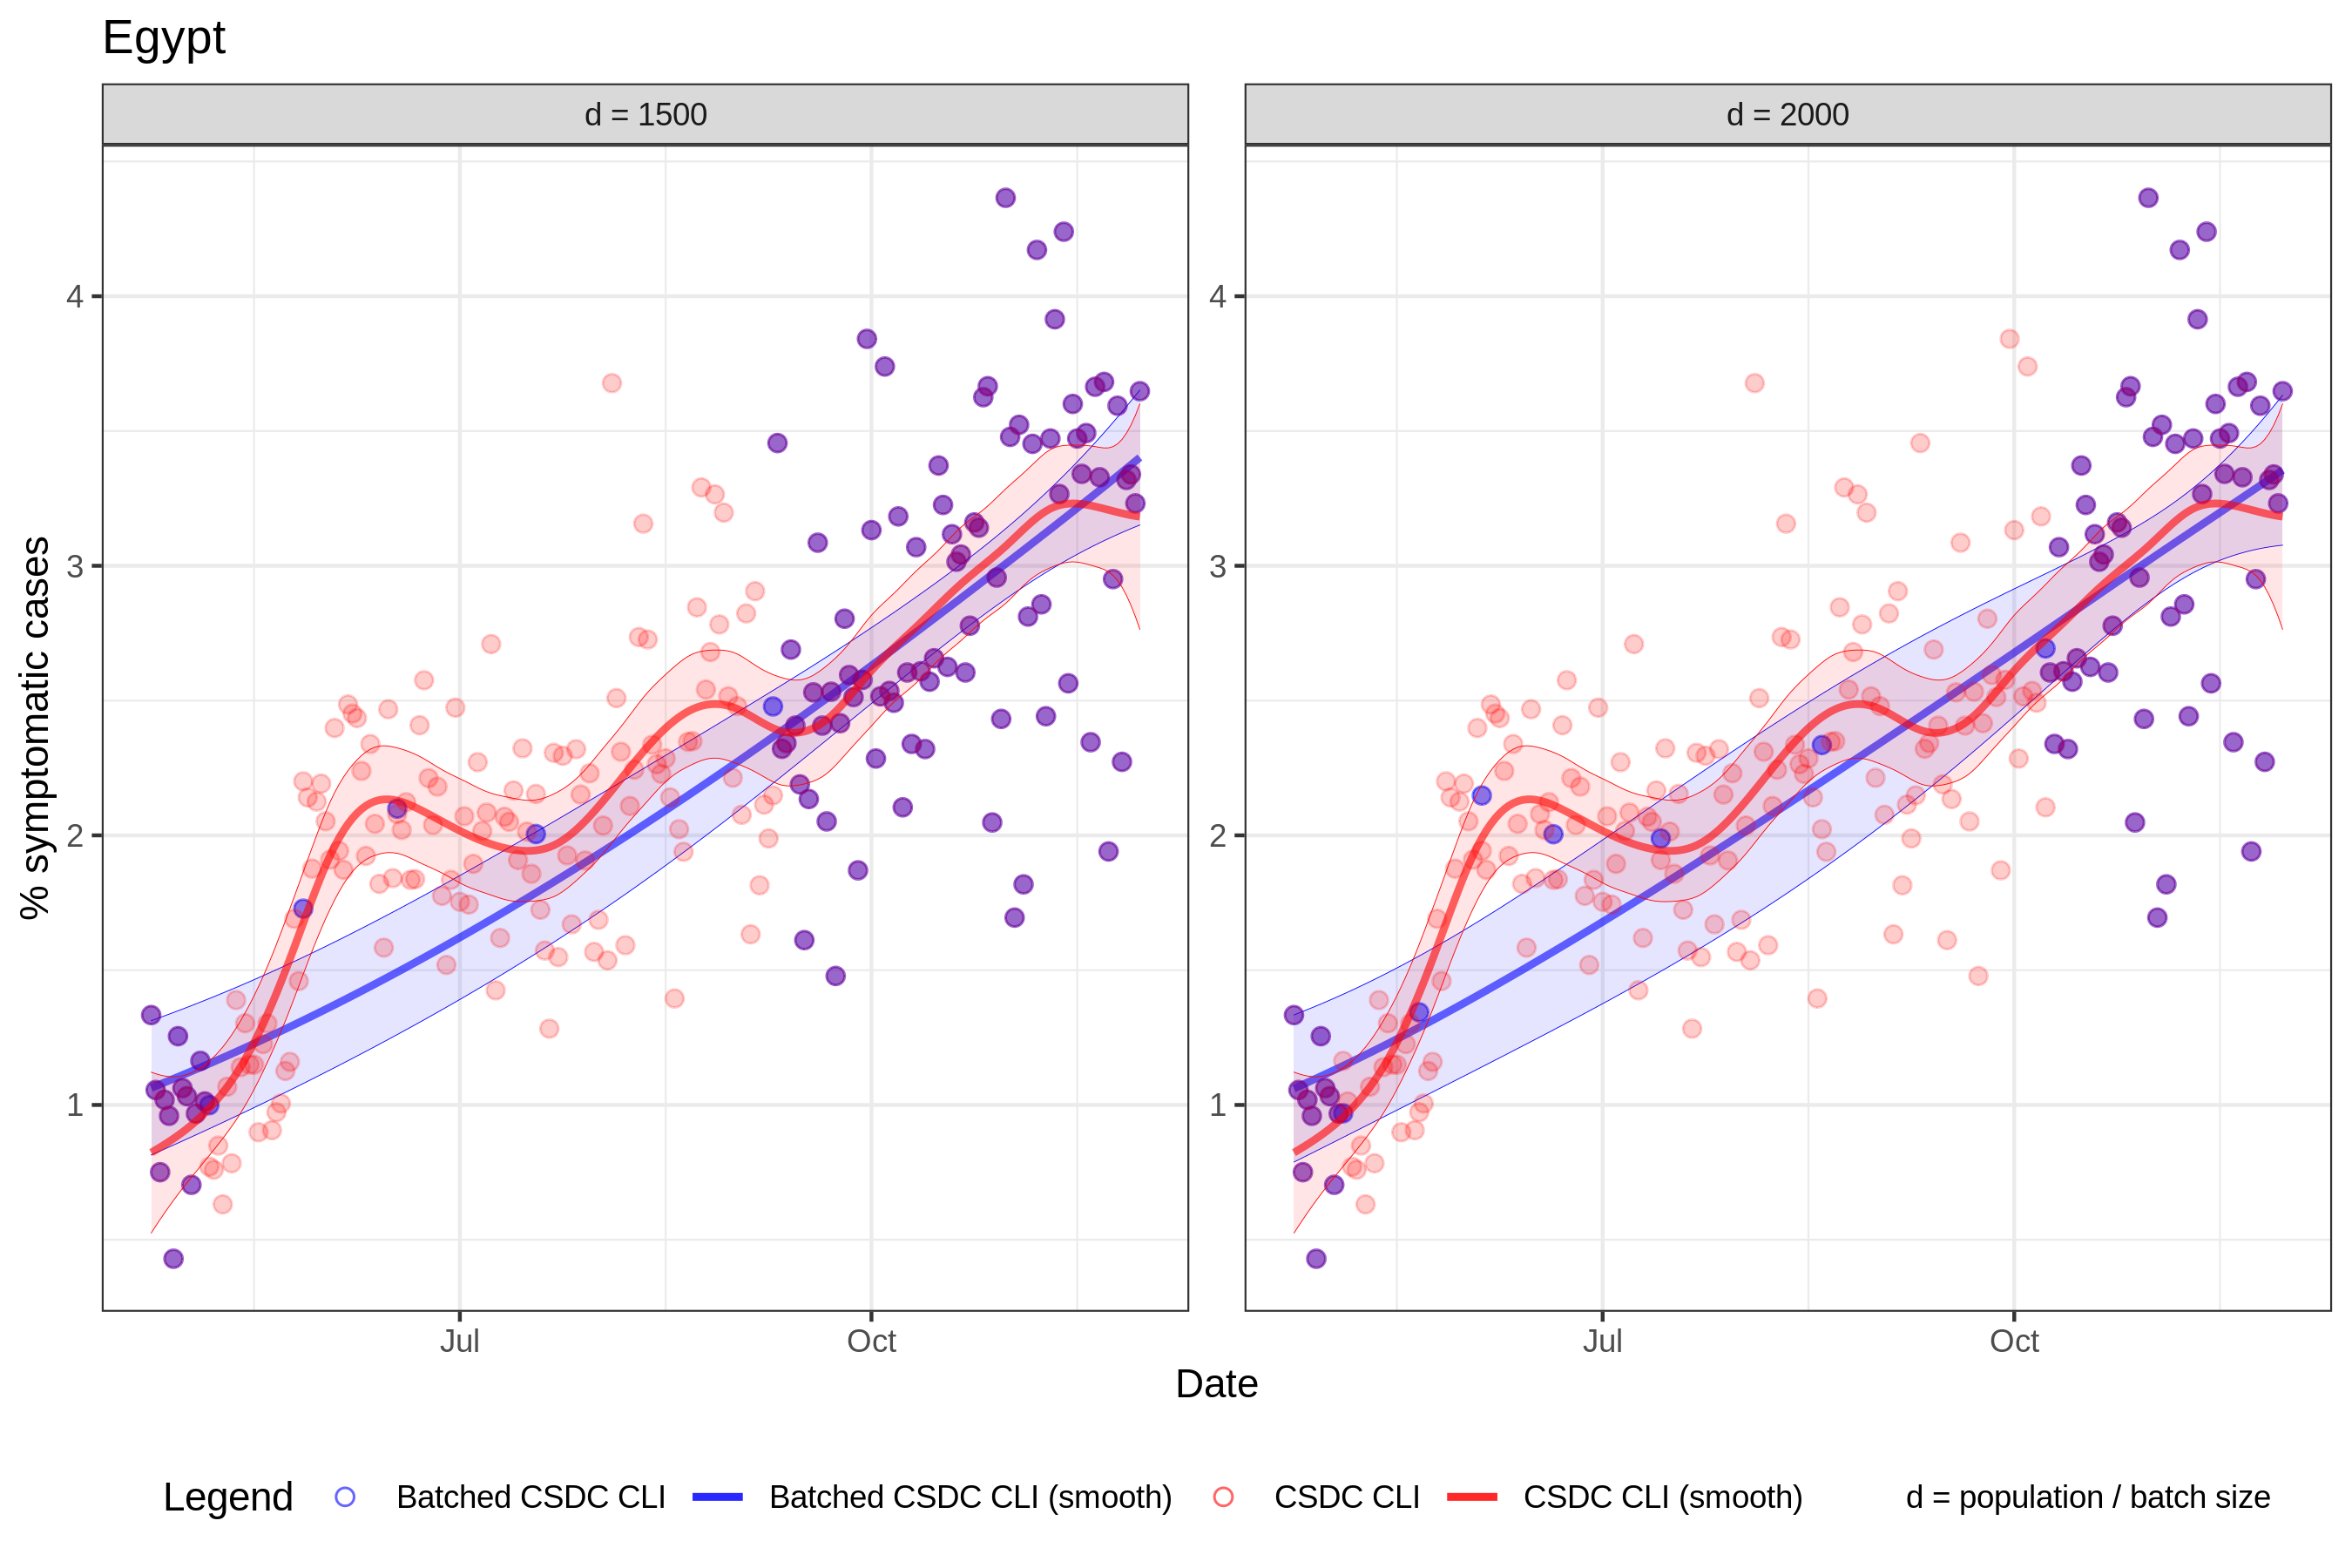 Egypt
d = 1500
d = 2000
% symptomatic cases
4
3
2
1
4
3
2
1
Jul
Oct
Jul
Oct
Date
Legend
Batched CSDC CLI
Batched CSDC CLI (smooth)
CSDC CLI
CSDC CLI (smooth)
d = population / batch size